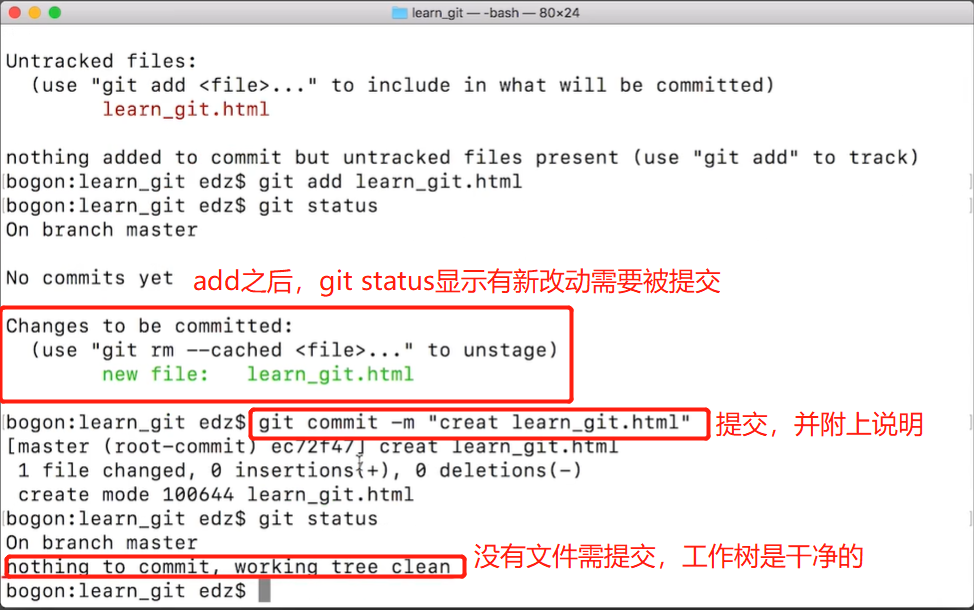 learn_git — -bash — 80×24
Untracked files:
(use "git add <file>..." to include in what will be committed)
learn_git.html
nothing added to commit but untracked files present (use "git add" to track)
[bogon:learn_git edz$ git add learn_git.html ]
[bogon:learn_git edz$ git status ]
On branch master
No commits yet add之后，git status显示有新改动需要被提交
Changes to be committed:
(use "git rm --cached <file>..." to unstage)
new file: learn_git.html
[bogon:learn_git edz$ git commit -m "creat learn_git.html" 提交，并附上说明 ]
[master (root-commit) ec72f47] creat learn_git.html
1 file changed, 0 insertions(+), 0 deletions(-)
create mode 100644 learn_git.html
[bogon:learn_git edz$ git status ]
On branch master
nothing to commit, working tree clean 没有文件需提交，工作树是干净的
bogon:learn_git edz$